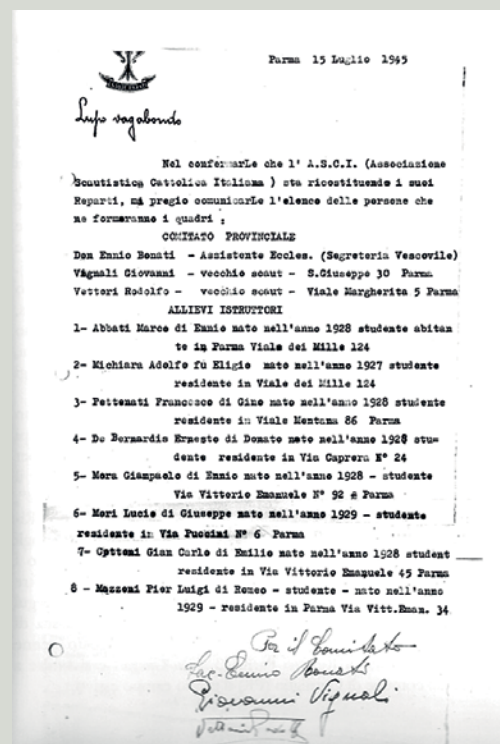 Parma 15 Luglio 1945
Lupo vagabondo
Nel confermarLe che l' A.S.C.I. (Associazione
Scoutistica Cattolica Italiana ) sta ricostituendo i suoi
Reparti, mi pregio comunicarLe l'elenco delle persone che
ne formeranno i quadri :
COMITATO PROVINCIALE
Don Ennio Bonati - Assistente Eccles. (Segreteria Vescovile)
Vignali Giovanni - vecchio scout - S.Giuseppe 30 Parma
Vettori Rodolfo - vecchio scout - Viale Margherita 5 Parma
ALLIEVI ISTRUTTORI
1- Abbati Marco di Ennio nato nell'anno 1928 studente abitan
te in Parma Viale dei Mille 124
2- Michiara Adolfo fu Eligio nato nell'anno 1927 studente
residente in Viale dei Mille 124
3- Pettenati Francesco di Gino nato nell'anno 1928 studente
residente in Viale Mentana 86 Parma
4- De Bernardis Ernesto di Donato nato nell'anno 1928 stu=
dente residente in Via Caprera N° 24
5- Mora Giampaolo di Ennio nato nell'anno 1928 - studente
Via Vittorio Emanuele N° 92 Parma
6- Mori Lucio di Giuseppe nato nell'anno 1929 - studente
residente in Via Puccini N° 6 Parma
7- Gian Carlo di Emilio nato nell'anno 1928 student
residente in Via Vittorio Emanuele 45 Parma
8 - Mazzoni Pier Luigi di Romeo - studente - nato nell'anno
1929 - residente in Parma Via Vitt.Eman. 34
Per il Comitato
Sac. Ennio Bonati
Giovanni Vignali